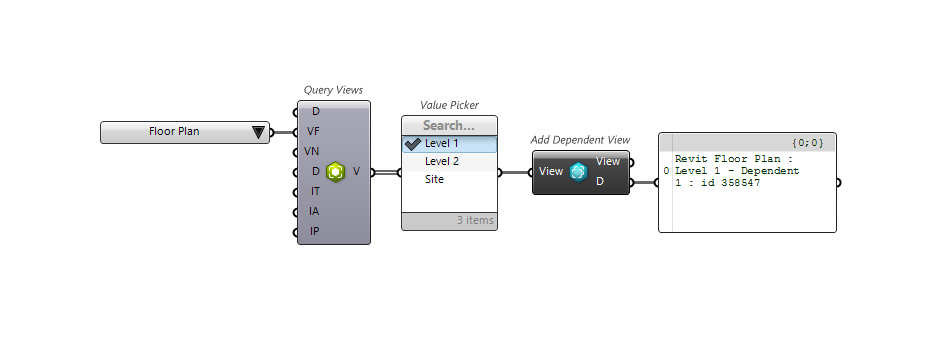 Query Views
Value Picker
Add Dependent View
Floor Plan
D
VF
VN
D
IT
IA
IP
V
Search...
Level 1
Level 2
Site
3 items
View
View
D
{0;0}
0
Revit Floor Plan :
Level 1 - Dependent
1 : id 358547